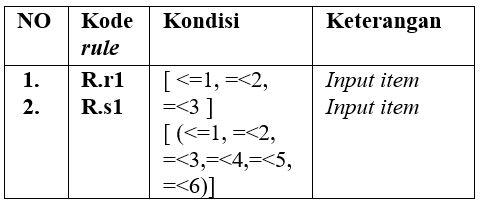 NO Kode rule Kondisi Keterangan
1. R.r1 [ <=1, =<2, Input item
2. R.s1 =<3 ] Input item
[ (<=1, =<2,
=<3,=<4,=<5,
=<6)]